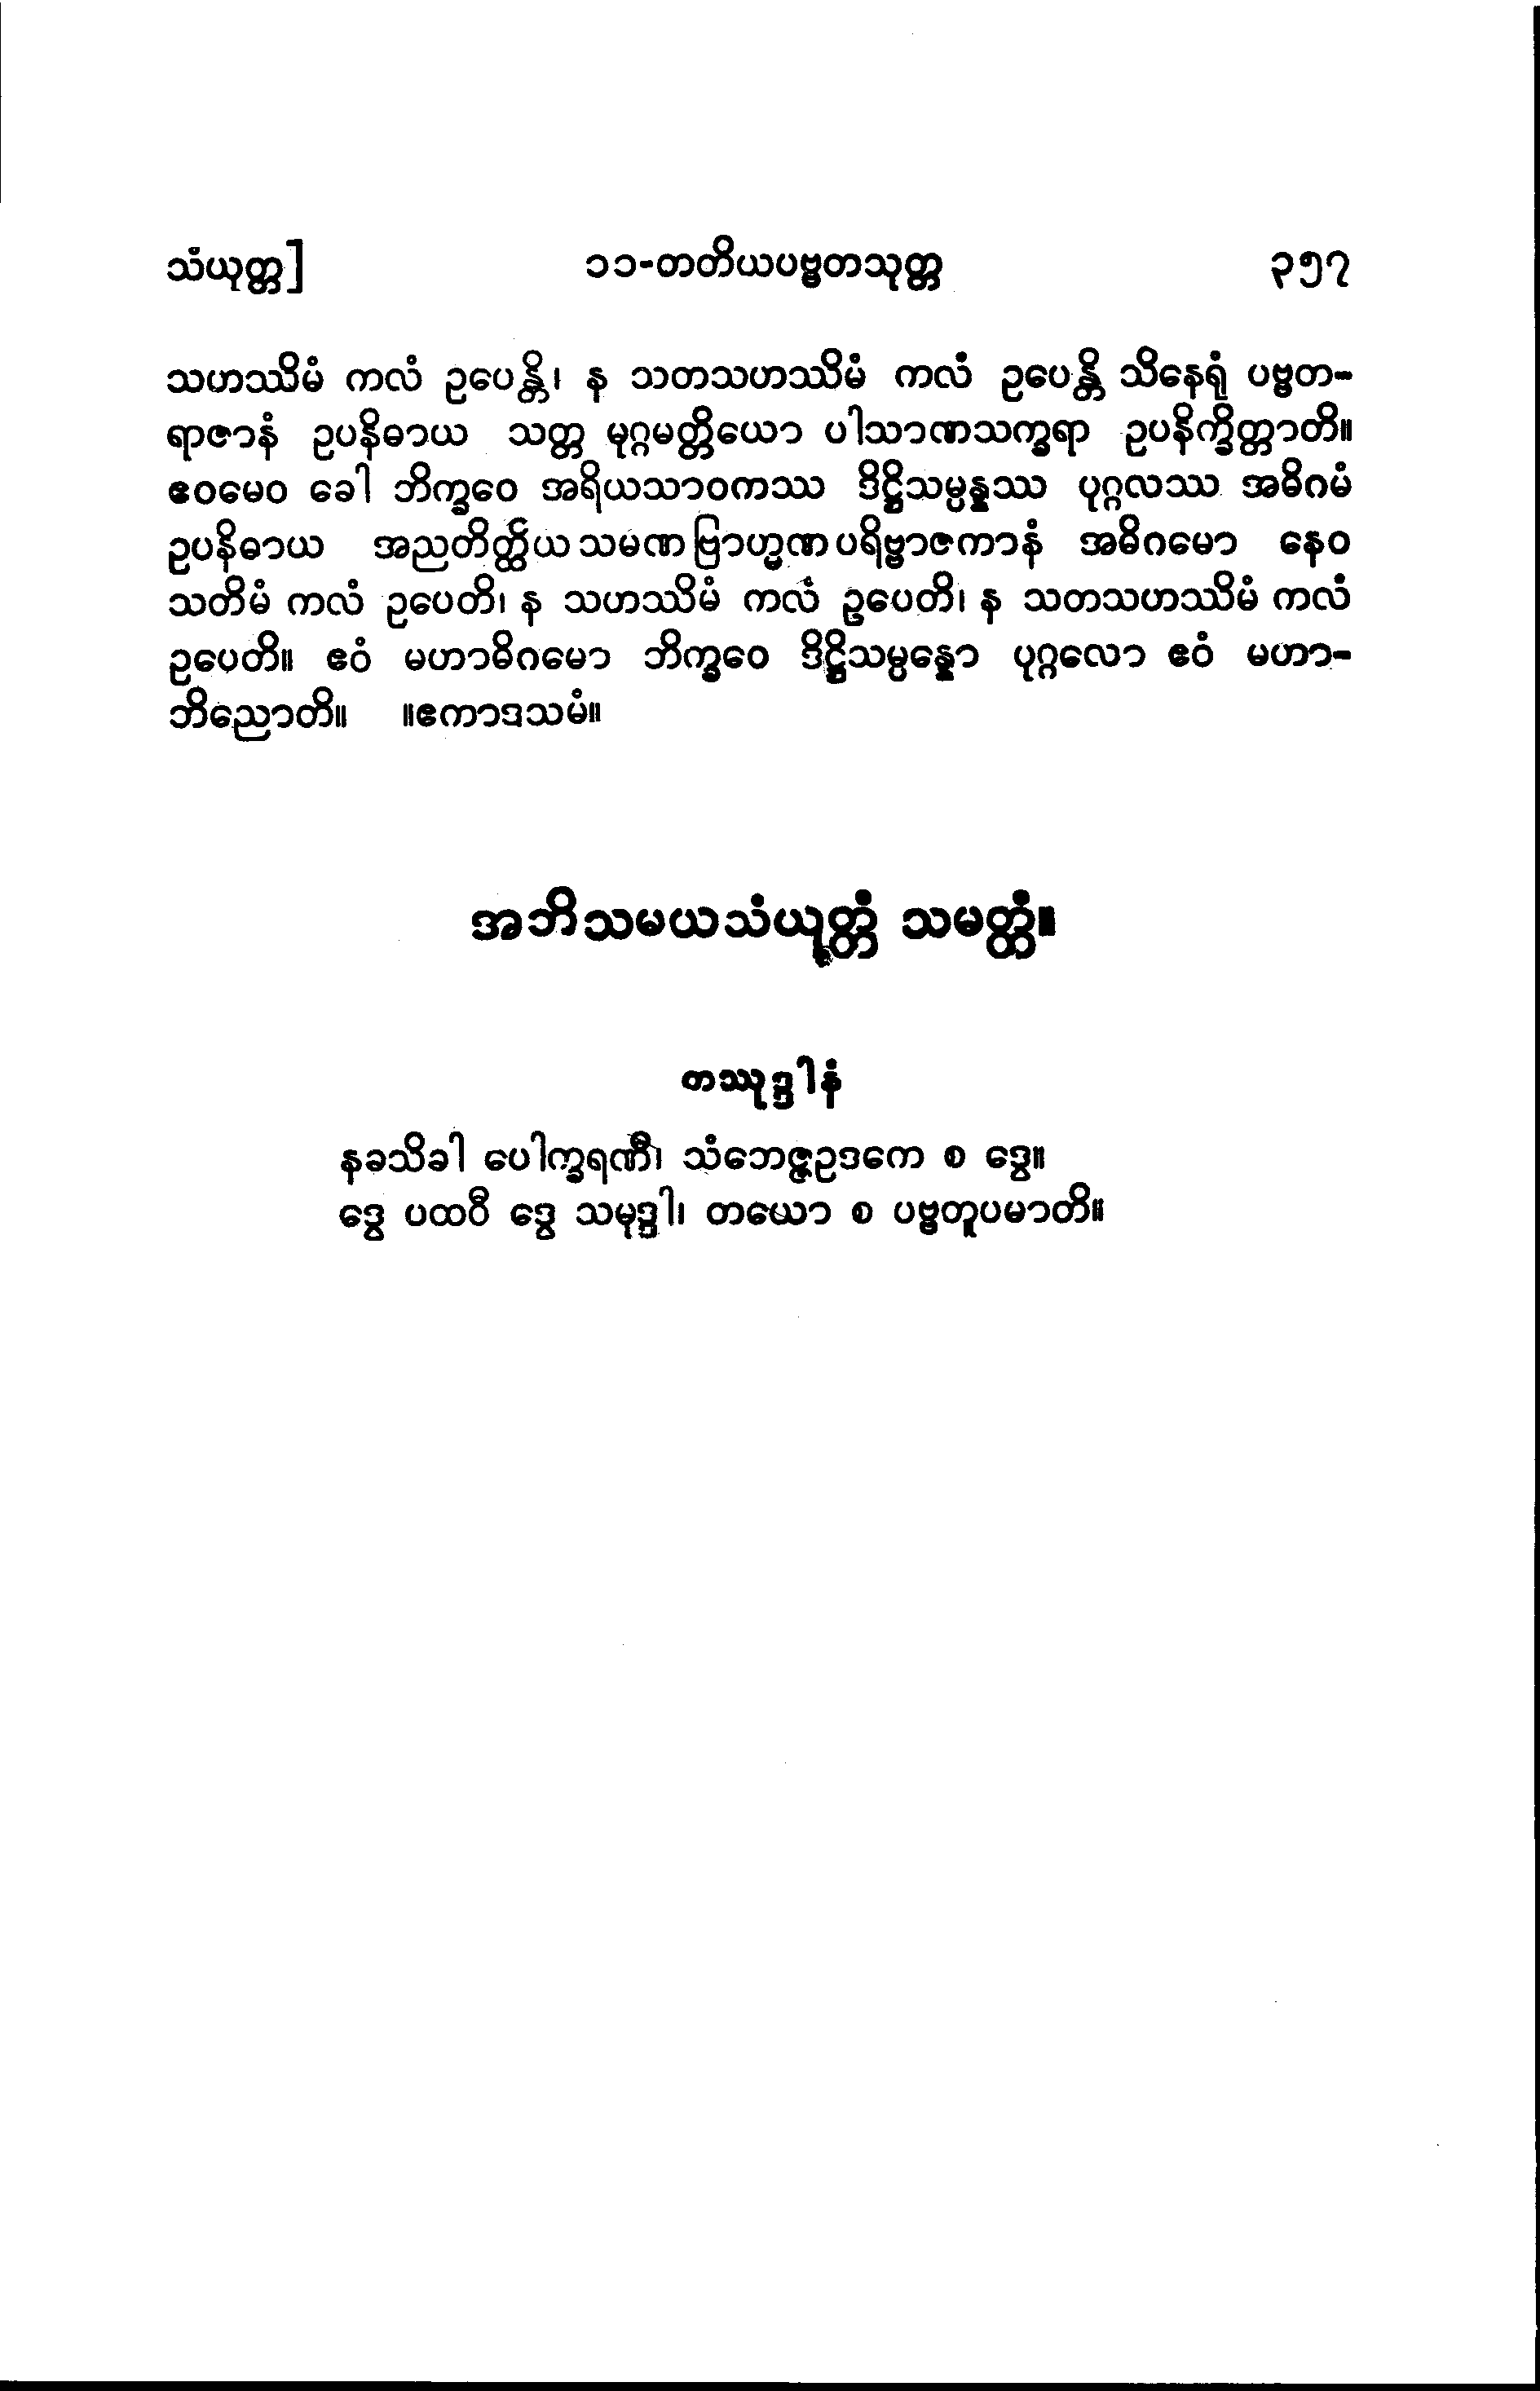 သံယုတ္တ] ၁၁-တတိယပဗ္ဗတသုတ္တ ၃၅၇
သဟဿိမံ ကလံ ဥပေန္တိ၊ န သတသဟဿိမံ ကလံ ဥပေန္တိ သိနေရုံ ပဗ္ဗတ-
ရာဇာနံ ဥပနိဓာယ သတ္တ မုဂ္ဂမတ္တိယော ပါသာဏသက္ခရာ ဥပနိက္ခိတ္တာတိ။
ဧဝမေဝ ခေါ ဘိက္ခဝေ အရိယသာဝကဿ ဒိဋ္ဌိသမ္ပန္နဿ ပုဂ္ဂလဿ အဓိဂမံ
ဥပနိဓာယ အညတိတ္ထိယ သမဏ ဗြာဟ္မဏ ပရိဗ္ဗာဇကာနံ အဓိဂမော နေဝ
သတိမံ ကလံ ဥပေတိ၊ န သဟဿိမံ ကလံ ဥပေတိ၊ န သတသဟဿိမံ ကလံ
ဥပေတိ။ ဧဝံ မဟာဓိဂမော ဘိက္ခဝေ ဒိဋ္ဌိသမ္ပန္နော ပုဂ္ဂလော ဧဝံ မဟာ-
ဘိညောတိ။ ။ဧကာဒသမံ။
အဘိသမယသံယုတ္တံ သမတ္တံ။
တဿုဒ္ဒါနံ
နခသိခါ ပေါက္ခရဏီ၊ သံဘေဇ္ဇဥဒကေ စ ဒွေ။
ဒွေ ပထဝီ ဒွေ သမုဒ္ဒါ၊ တယော စ ပဗ္ဗတူပမာတိ။